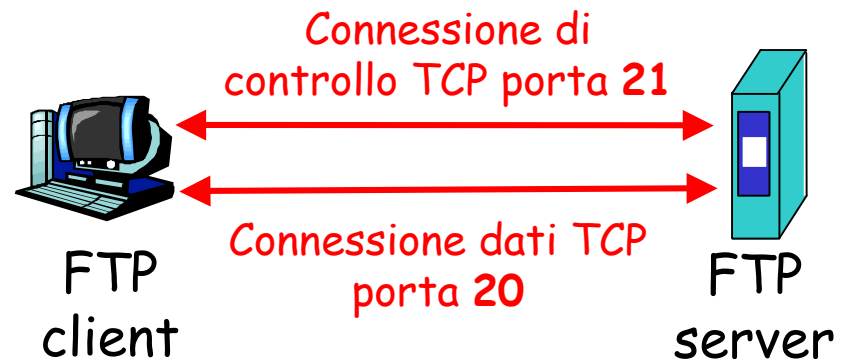 Connessione di
controllo TCP porta 21
Connessione dati TCP
porta 20
FTP
client
FTP
server